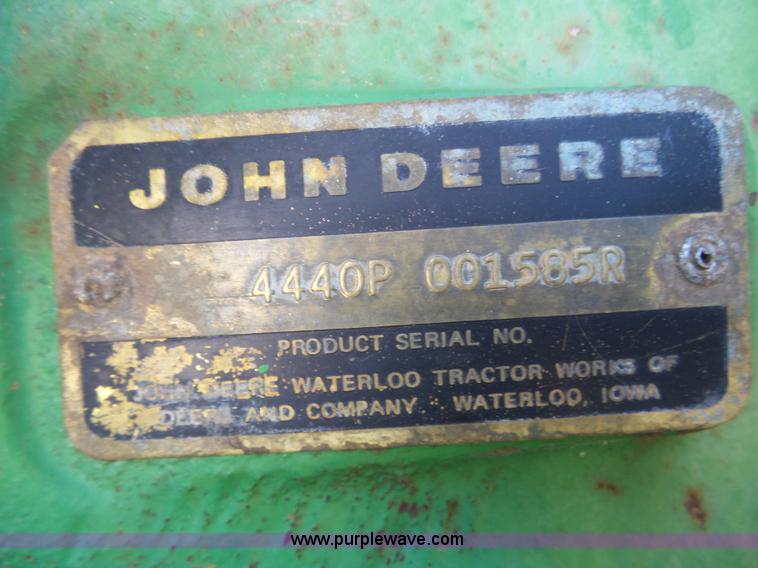 JOHN DEERE
4440P 001585R
PRODUCT SERIAL NO.
JOHN DEERE WATERLOO TRACTOR WORKS OF
DEERE AND COMPANY WATERLOO, IOWA
www.purplewave.com